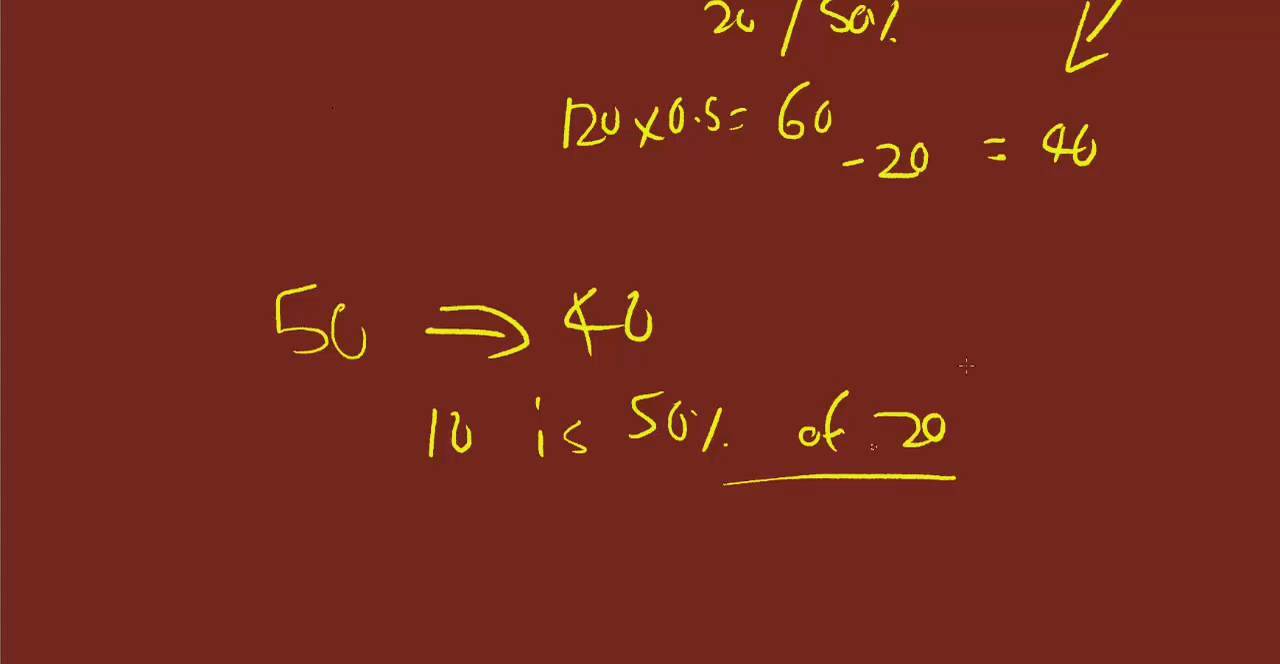 20 / 50%
120 x 0.5 = 60 - 20 = 40
50 ⇒ 40
10 is 50% of 20